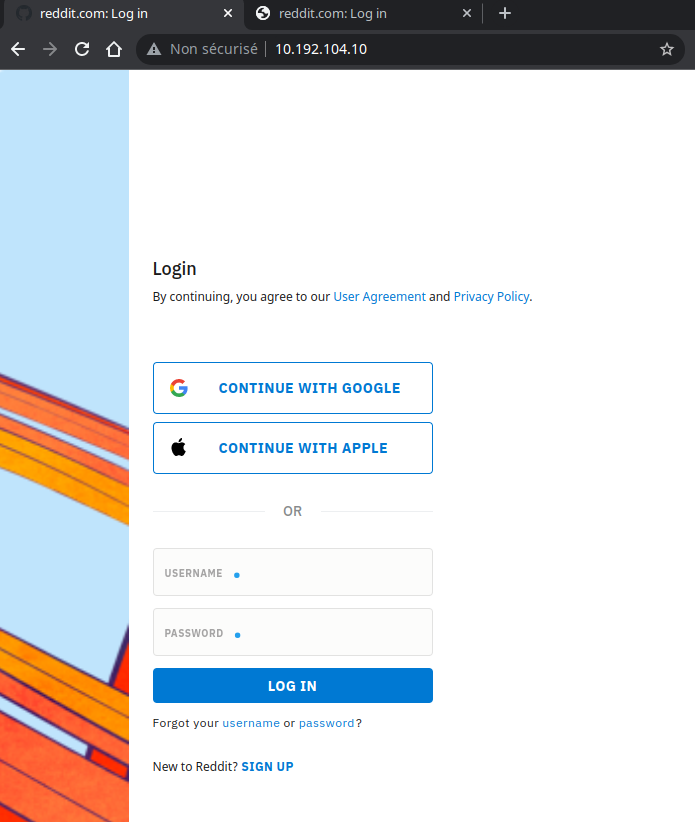 reddit.com: Log in
reddit.com: Log in
Non sécurisé
10.192.104.10
Login
By continuing, you agree to our User Agreement and Privacy Policy.
CONTINUE WITH GOOGLE
CONTINUE WITH APPLE
OR
USERNAME
PASSWORD
LOG IN
Forgot your username or password?
New to Reddit? SIGN UP